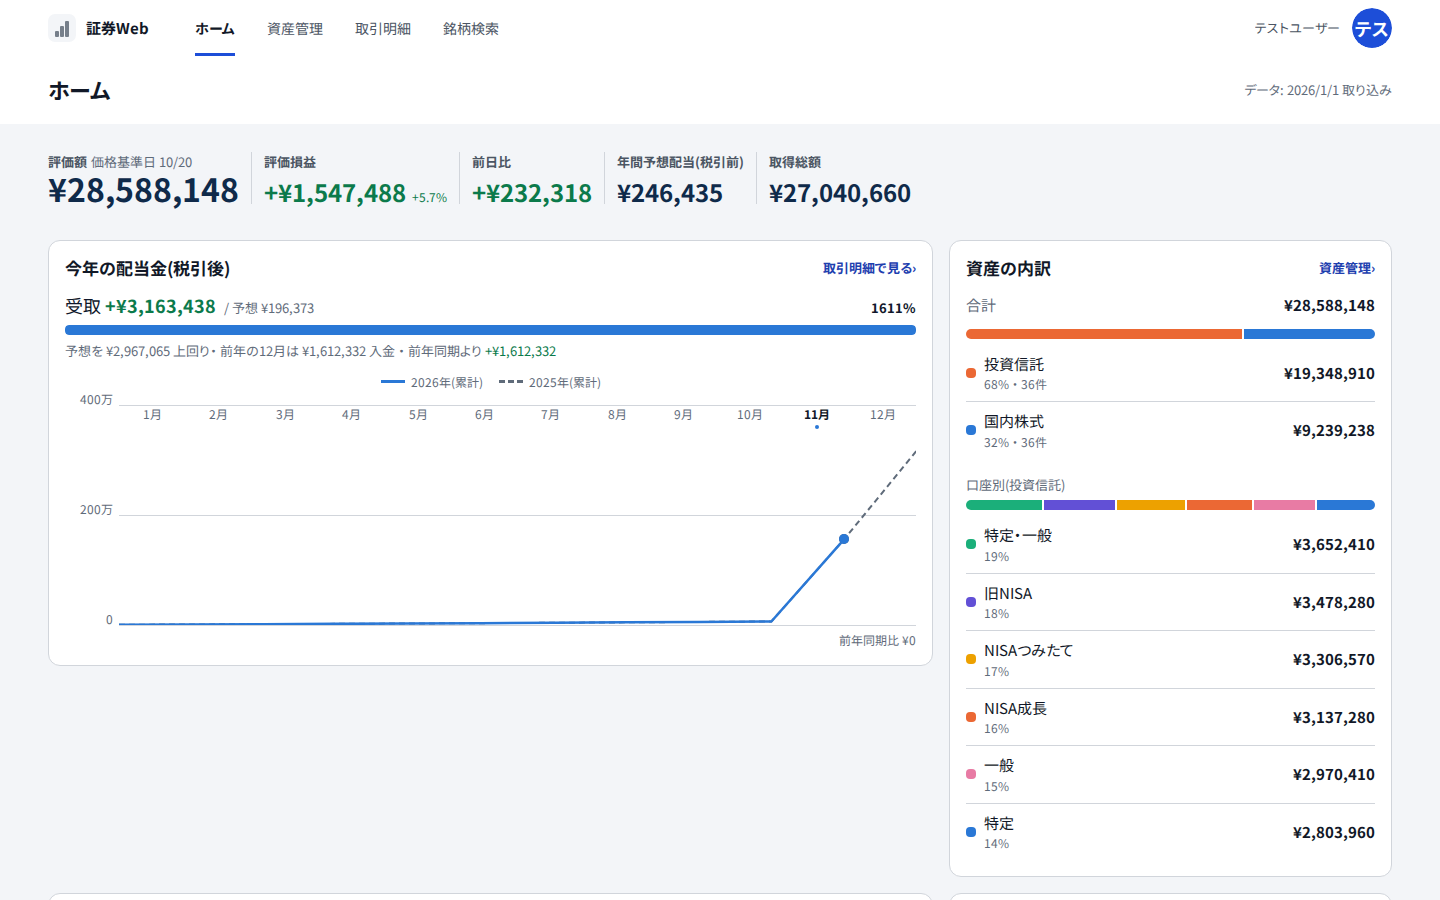 証券Web
ホーム
資産管理
取引明細
銘柄検索
テストユーザー
テス
ホーム
データ: 2026/1/1 取り込み
評価額 価格基準日 10/20
¥28,588,148
評価損益
+¥1,547,488 +5.7%
前日比
+¥232,318
年間予想配当(税引前)
¥246,435
取得総額
¥27,040,660
今年の配当金(税引後)
取引明細で見る›
受取 +¥3,163,438 / 予想 ¥196,373
1611%
予想を ¥2,967,065 上回り・前年の12月は ¥1,612,332 入金・前年同期より +¥1,612,332
2026年(累計)
2025年(累計)
400万
1月
2月
3月
4月
5月
6月
7月
8月
9月
10月
11月
12月
200万
0
前年同期比 ¥0
資産の内訳
資産管理›
合計
¥28,588,148
投資信託
68%・36件
¥19,348,910
国内株式
32%・36件
¥9,239,238
口座別(投資信託)
特定・一般
19%
¥3,652,410
旧NISA
18%
¥3,478,280
NISAつみたて
17%
¥3,306,570
NISA成長
16%
¥3,137,280
一般
15%
¥2,970,410
特定
14%
¥2,803,960